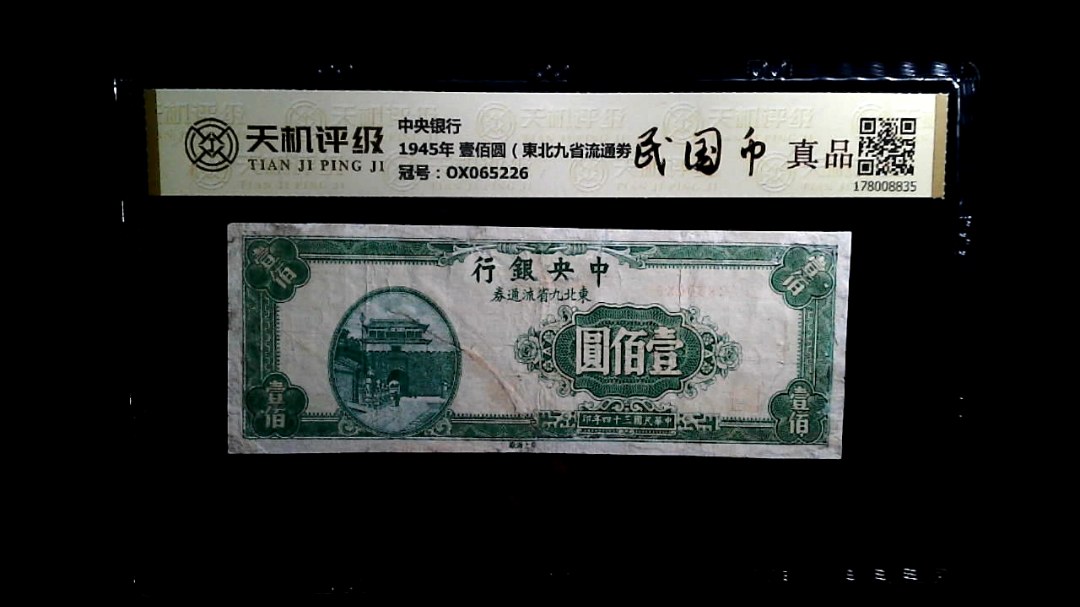 天机评级
TIAN JI PING JI
中央银行
1945年 壹佰圆（東北九省流通券
冠号：OX065226
民国币 真品
178008835
行銀央中
券通流省九北東
壹佰
壹佰
圓佰壹
壹佰
壹佰
印年四十三國民華中